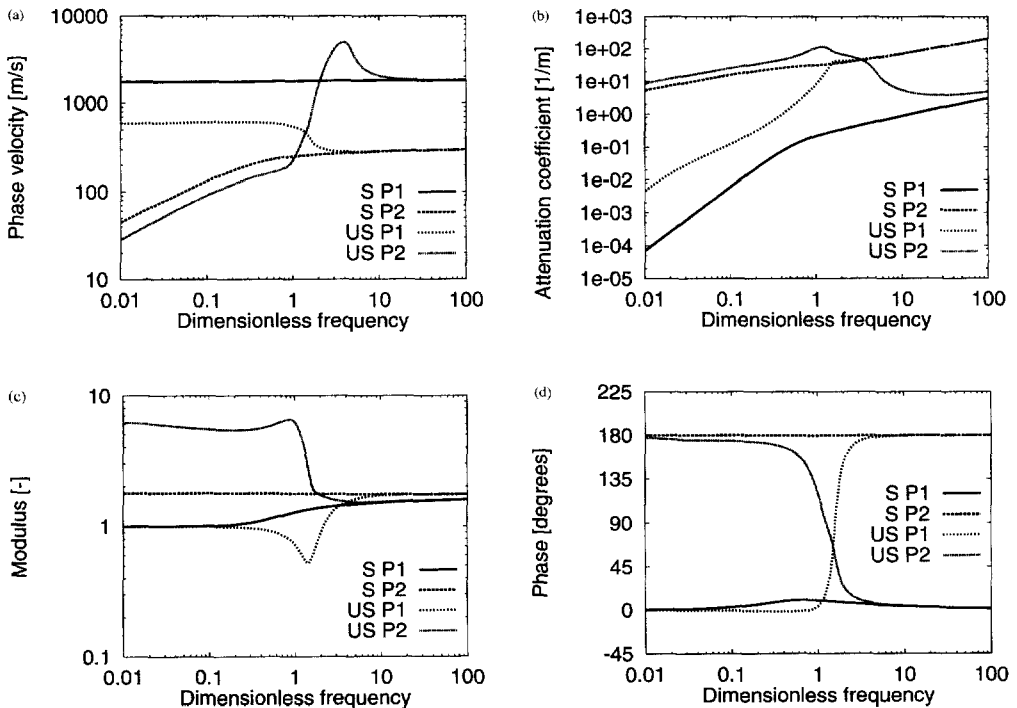 (a)
Phase velocity [m/s]
10000
1000
100
10
0.01 0.1 1 10 100
Dimensionless frequency
S P1
S P2
US P1
US P2
(b)
Attenuation coefficient [1/m]
1e+03
1e+02
1e+01
1e+00
1e-01
1e-02
1e-03
1e-04
1e-05
0.01 0.1 1 10 100
Dimensionless frequency
S P1
S P2
US P1
US P2
(c)
Modulus [-]
10
1
0.1
0.01 0.1 1 10 100
Dimensionless frequency
S P1
S P2
US P1
US P2
(d)
Phase [degrees]
225
180
135
90
45
0
-45
0.01 0.1 1 10 100
Dimensionless frequency
S P1
S P2
US P1
US P2